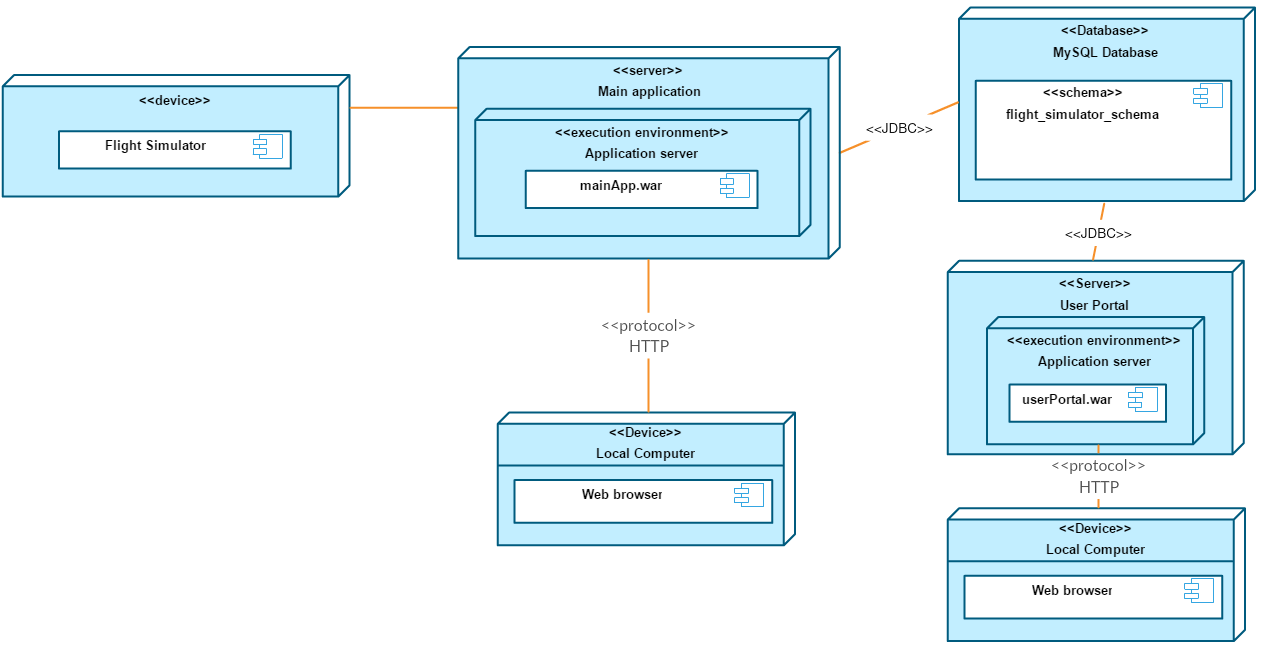 <<device>>
Flight Simulator
<<server>>
Main application
<<execution environment>>
Application server
mainApp.war
<<JDBC>>
<<Database>>
MySQL Database
<<schema>>
flight_simulator_schema
<<JDBC>>
<<Server>>
User Portal
<<execution environment>>
Application server
userPortal.war
<<protocol>>
HTTP
<<Device>>
Local Computer
Web browser
<<protocol>>
HTTP
<<Device>>
Local Computer
Web browser